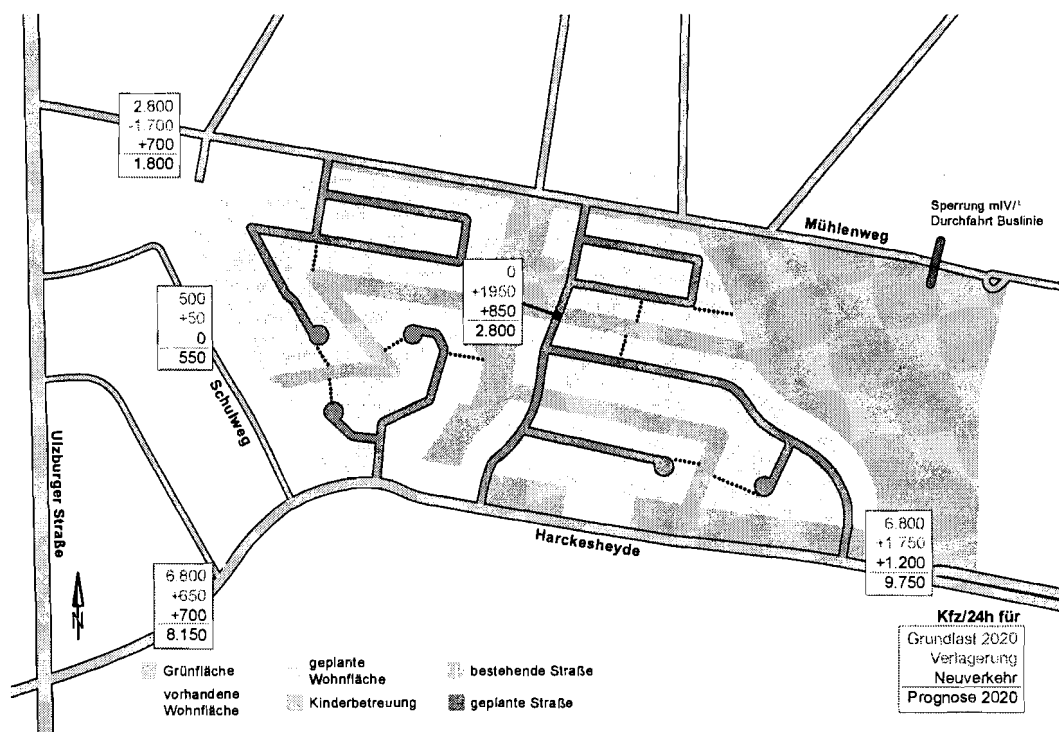 2.800
-1.700
+700
1.800
Sperrung mIV/
Durchfahrt Buslinie
Mühlenweg
0
+1950
+850
2.800
500
+50
0
550
Schulweg
Ulzburger Straße
Harckesheyde
6.800
+1.750
+1.200
9.750
6.800
+650
+700
8.150
N
Kfz/24h für
Grundlast 2020
Verlagerung
Neuverkehr
Prognose 2020
Grünfläche
geplante
Wohnfläche
bestehende Straße
vorhandene
Wohnfläche
Kinderbetreuung
geplante Straße